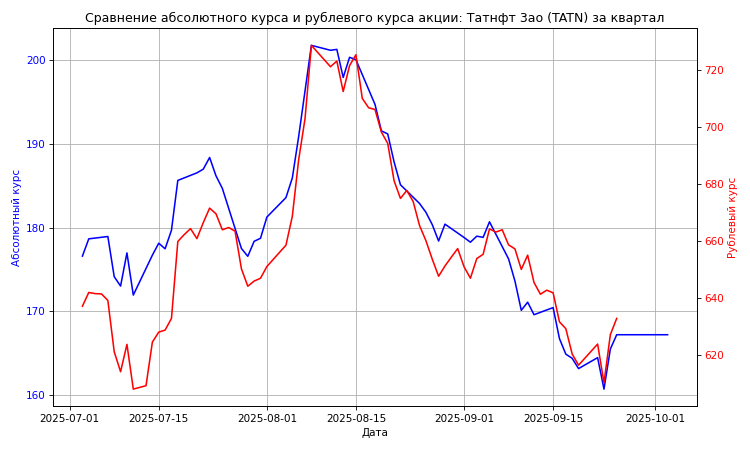 Сравнение абсолютного курса и рублевого курса акции: Татнфт 3ао (TATN) за квартал
200
190
180
170
160
Абсолютный курс
720
700
680
660
640
620
Рублевый курс
2025-07-01 2025-07-15 2025-08-01 2025-08-15 2025-09-01 2025-09-15 2025-10-01
Дата